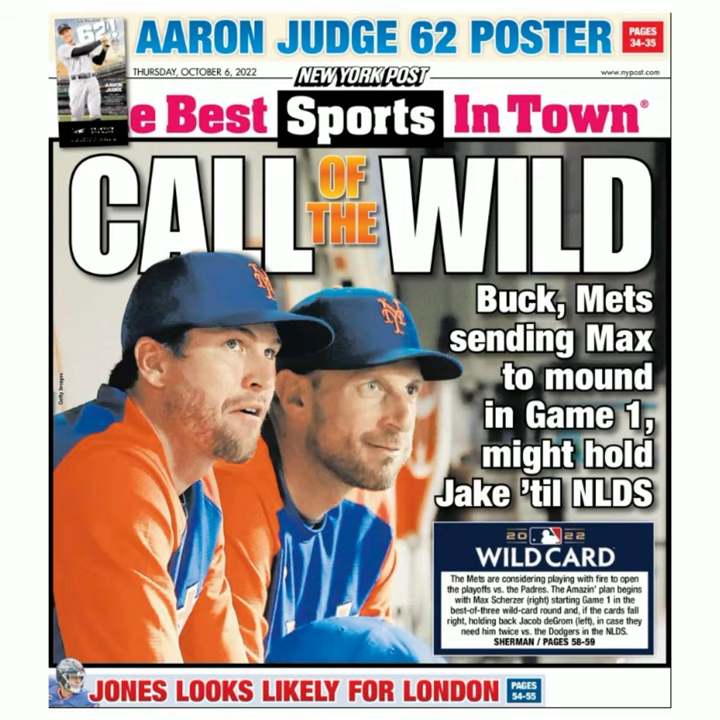 62!
AARON JUDGE 62 POSTER
PAGES
34-35
THURSDAY, OCTOBER 6, 2022
NEW YORK POST
www.nypost.com
e Best Sports In Town®
CALL OF THE WILD
Buck, Mets
sending Max
to mound
in Game 1,
might hold
Jake 'til NLDS
Getty Images
2022
WILD CARD
The Mets are considering playing with fire to open
the playoffs vs. the Padres. The Amazin' plan begins
with Max Scherzer (right) starting Game 1 in the
best-of-three wild-card round and, if the cards fall
right, holding back Jacob deGrom (left), in case they
need him twice vs. the Dodgers in the NLDS.
SHERMAN / PAGES 58-59
JONES LOOKS LIKELY FOR LONDON
PAGES
54-55